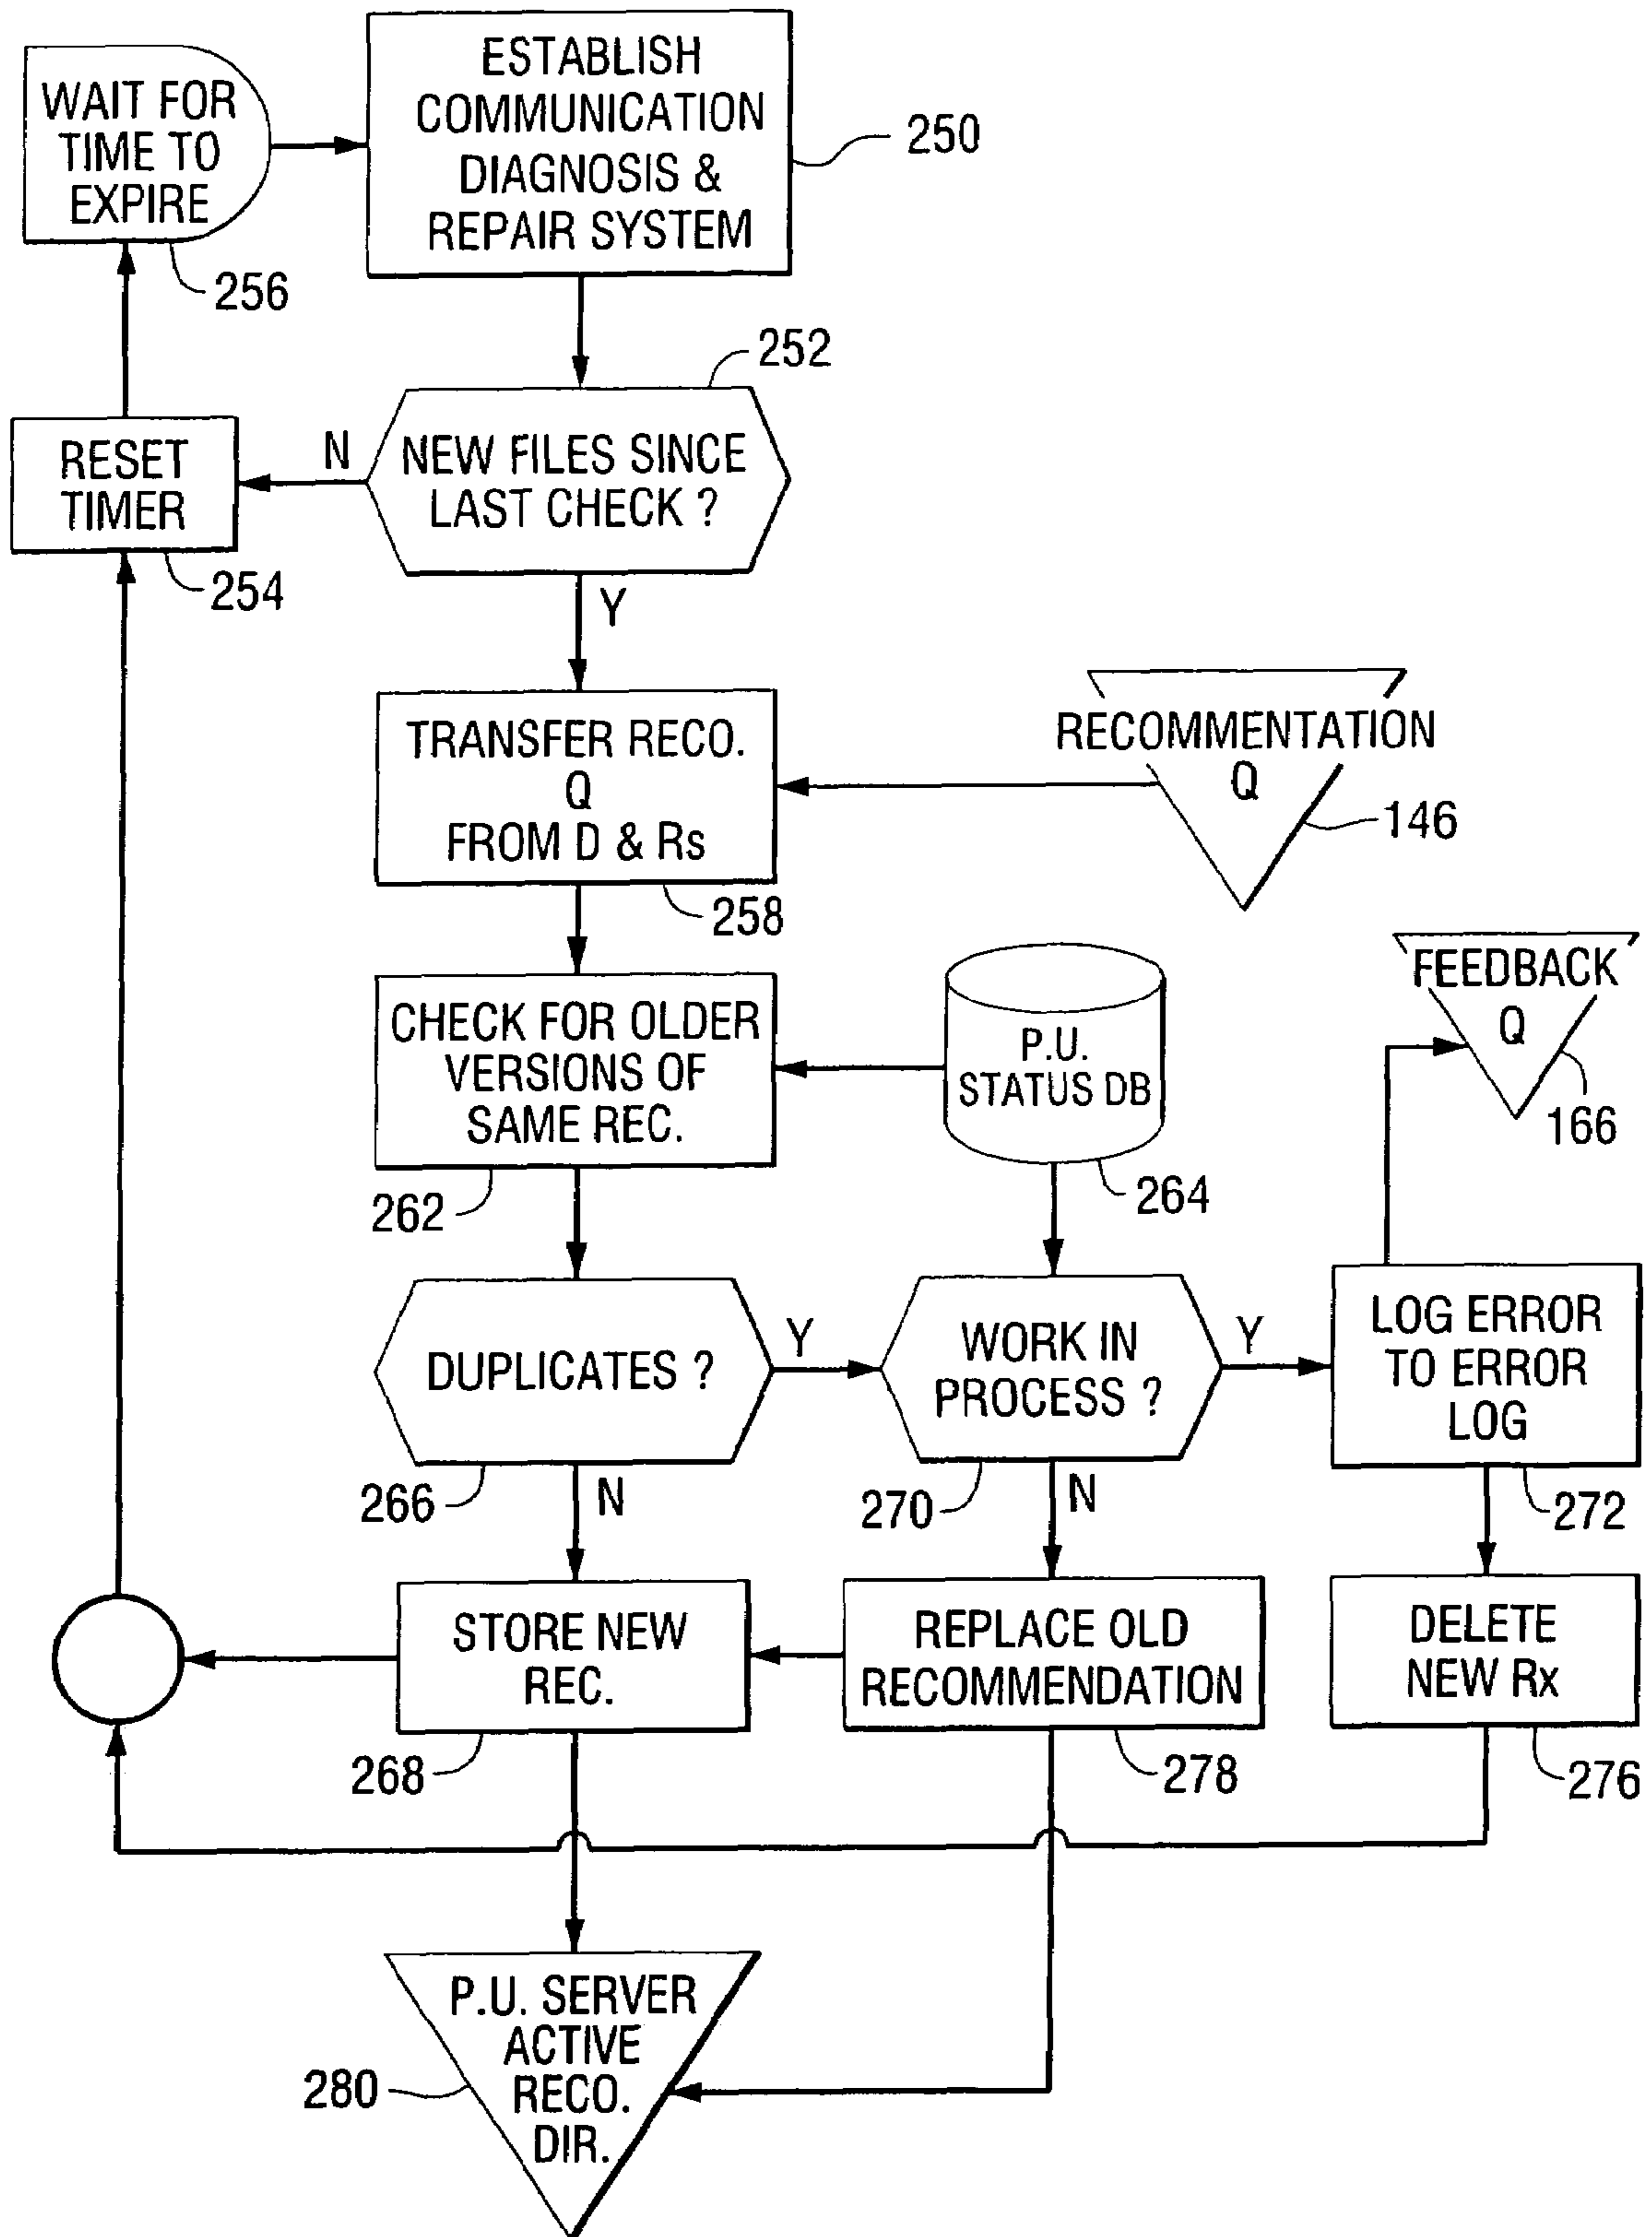 WAIT FOR
TIME TO
EXPIRE
256
ESTABLISH
COMMUNICATION
DIAGNOSIS &
REPAIR SYSTEM
250
252
NEW FILES SINCE
LAST CHECK ?
N
RESET
TIMER
254
Y
TRANSFER RECO.
Q
FROM D & Rs
258
RECOMMENTATION
Q
146
CHECK FOR OLDER
VERSIONS OF
SAME REC.
262
P.U.
STATUS DB
264
FEEDBACK
Q
166
DUPLICATES ?
266
Y
WORK IN
PROCESS ?
270
Y
LOG ERROR
TO ERROR
LOG
272
N
N
STORE NEW
REC.
268
REPLACE OLD
RECOMMENDATION
278
DELETE
NEW Rx
276
P.U. SERVER
ACTIVE
RECO.
DIR.
280